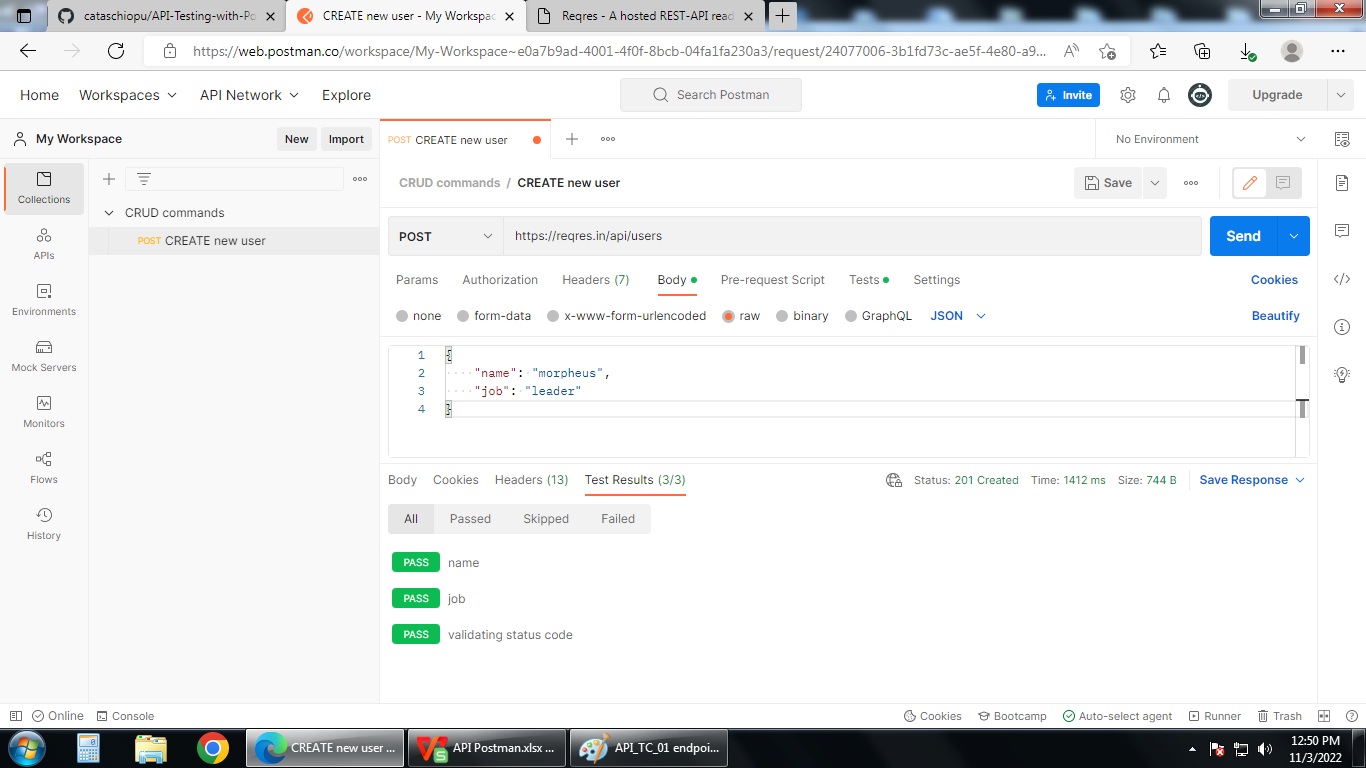 cataschiopu/API-Testing-with-Po
CREATE new user - My Workspac
Reqres - A hosted REST-API read
https://web.postman.co/workspace/My-Workspace~e0a7b9ad-4001-4f0f-8bcb-04fa1fa230a3/request/24077006-3b1fd73c-ae5f-4e80-a9...
Home Workspaces API Network Explore Search Postman Invite Upgrade
My Workspace New Import POST CREATE new user No Environment
Collections
APIs
Environments
Mock Servers
Monitors
Flows
History
CRUD commands
POST CREATE new user
CRUD commands / CREATE new user Save
POST https://reqres.in/api/users Send
Params Authorization Headers (7) Body Pre-request Script Tests Settings Cookies
none form-data x-www-form-urlencoded raw binary GraphQL JSON Beautify
1 {
2 "name": "morpheus",
3 "job": "leader"
4 }
Body Cookies Headers (13) Test Results (3/3) Status: 201 Created Time: 1412 ms Size: 744 B Save Response
All Passed Skipped Failed
PASS name
PASS job
PASS validating status code
Online Console Cookies Bootcamp Auto-select agent Runner Trash
CREATE new user ... API Postman.xlsx ... API_TC_01 endpoi...
12:50 PM
11/3/2022